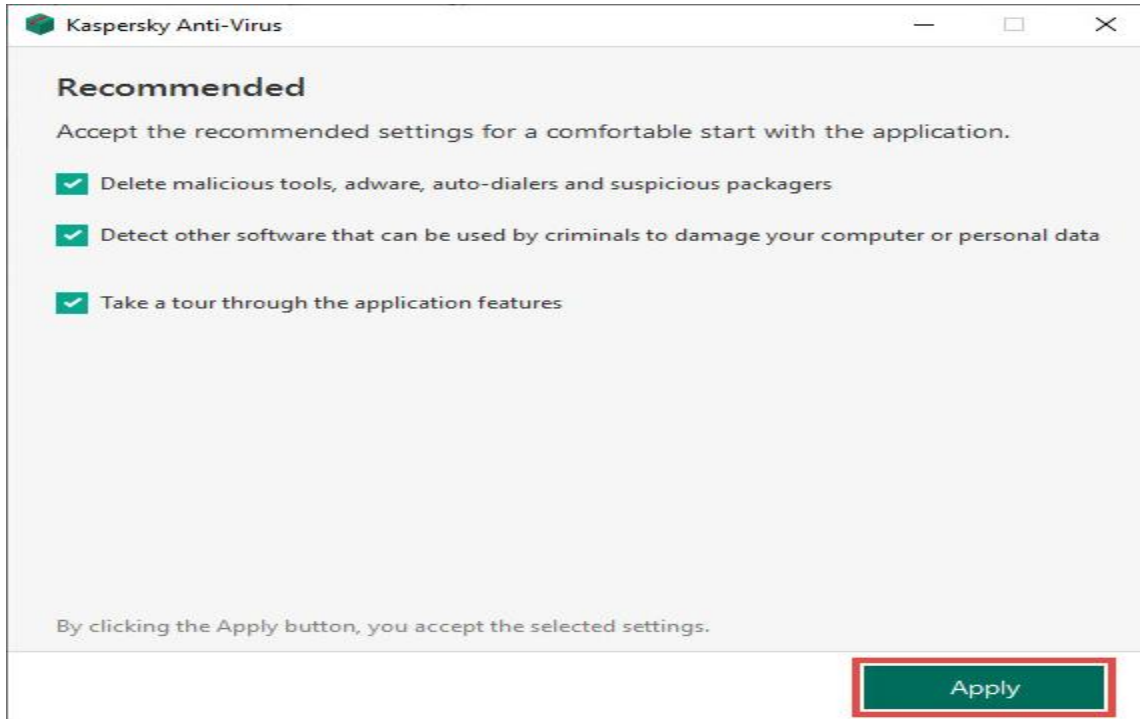 Kaspersky Anti-Virus
Recommended
Accept the recommended settings for a comfortable start with the application.
Delete malicious tools, adware, auto-dialers and suspicious packagers
Detect other software that can be used by criminals to damage your computer or personal data
Take a tour through the application features
By clicking the Apply button, you accept the selected settings.
Apply